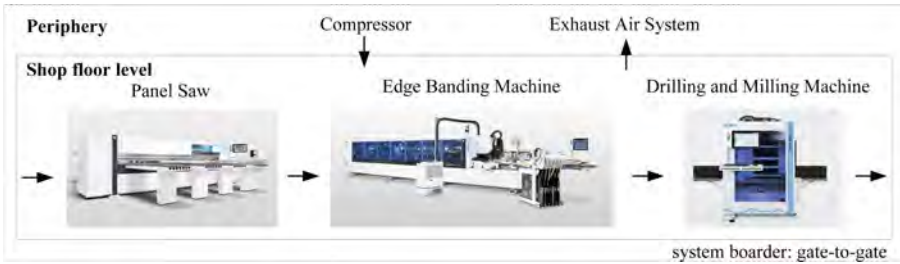 Periphery
Compressor
Exhaust Air System
Shop floor level
Panel Saw
Edge Banding Machine
Drilling and Milling Machine
system boarder: gate-to-gate